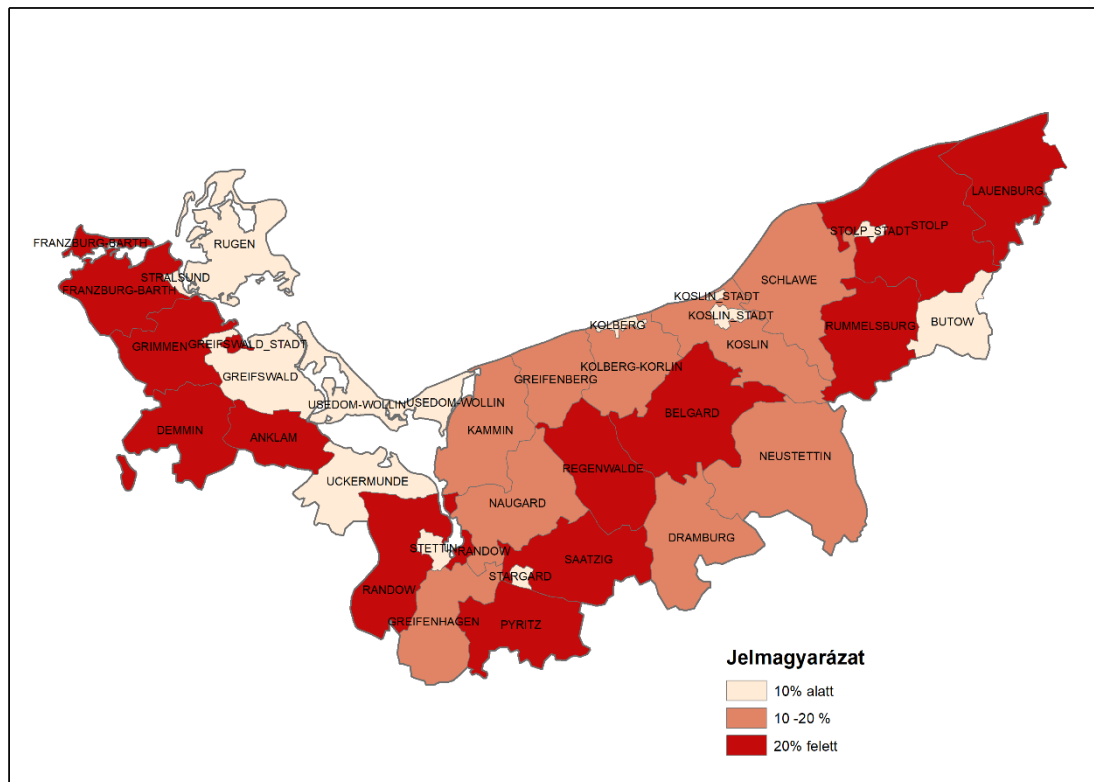 LAUENBURG
STOLP_STADT
STOLP
FRANZBURG-BARTH
RUGEN
STRALSUND
SCHLAWE
FRANZBURG-BARTH
KOSLIN_STADT
KOSLIN_STADT
BUTOW
KOLBERG
RUMMELSBURG
GREIFSWALD_STADT
GRIMMEN
KOSLIN
GREIFENBERG
KOLBERG-KORLIN
GREIFSWALD
USEDOM-WOLLIN
USEDOM-WOLLIN
BELGARD
KAMMIN
DEMMIN
ANKLAM
NEUSTETTIN
REGENWALDE
UCKERMUNDE
NAUGARD
DRAMBURG
STETTIN
RANDOW
SAATZIG
STARGARD
RANDOW
GREIFENHAGEN
PYRITZ
Jelmagyarázat
10% alatt
10 -20 %
20% felett